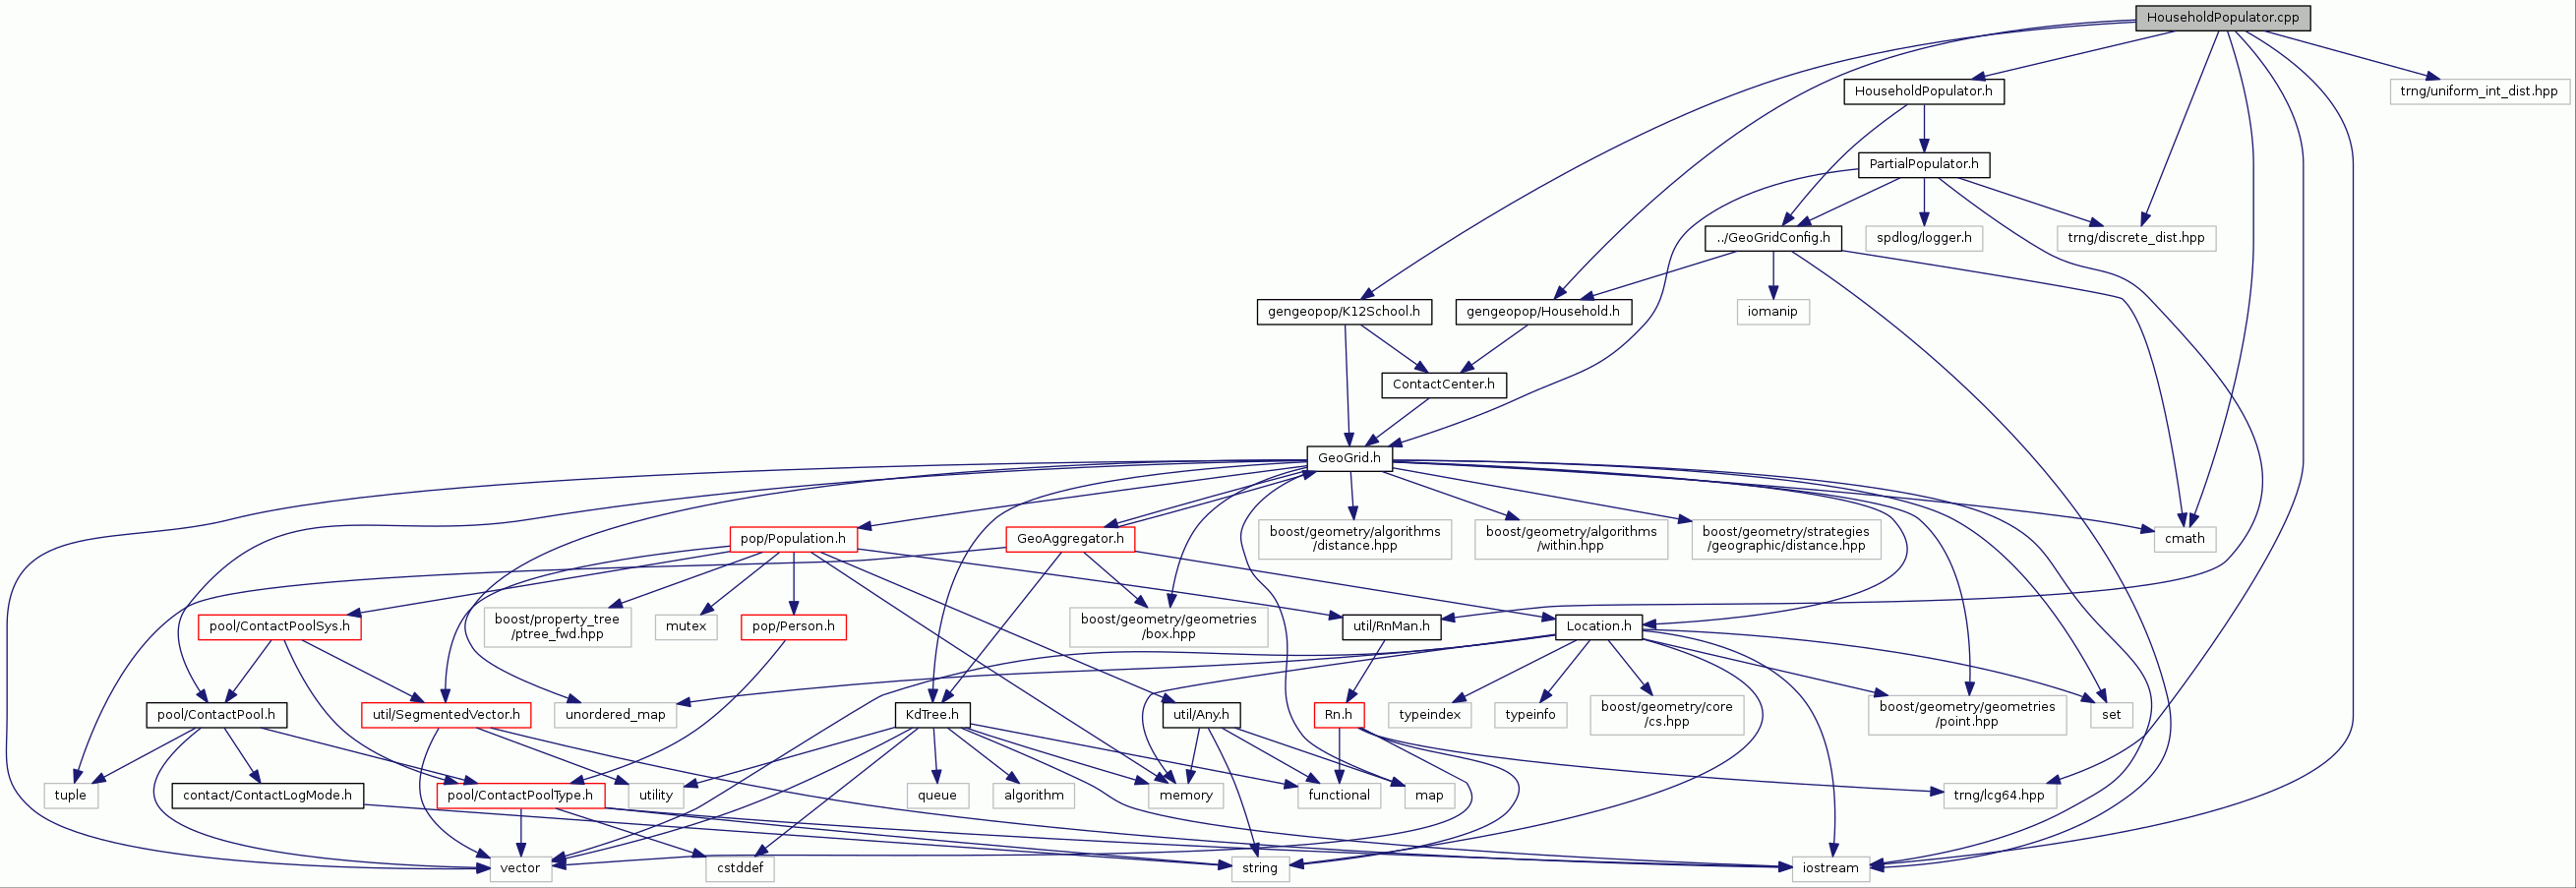 HouseholdPopulator.cpp
HouseholdPopulator.h
trng/uniform_int_dist.hpp
PartialPopulator.h
../GeoGridConfig.h
spdlog/logger.h
trng/discrete_dist.hpp
gengeopop/K12School.h
gengeopop/Household.h
iomanip
ContactCenter.h
GeoGrid.h
pop/Population.h
GeoAggregator.h
boost/geometry/algorithms
/distance.hpp
boost/geometry/algorithms
/within.hpp
boost/geometry/strategies
/geographic/distance.hpp
cmath
pool/ContactPoolSys.h
boost/property_tree
/ptree_fwd.hpp
mutex
pop/Person.h
boost/geometry/geometries
/box.hpp
util/RnMan.h
Location.h
pool/ContactPool.h
util/SegmentedVector.h
unordered_map
KdTree.h
util/Any.h
Rn.h
typeindex
typeinfo
boost/geometry/core
/cs.hpp
boost/geometry/geometries
/point.hpp
set
tuple
contact/ContactLogMode.h
pool/ContactPoolType.h
utility
queue
algorithm
memory
functional
map
trng/lcg64.hpp
vector
cstddef
string
iostream